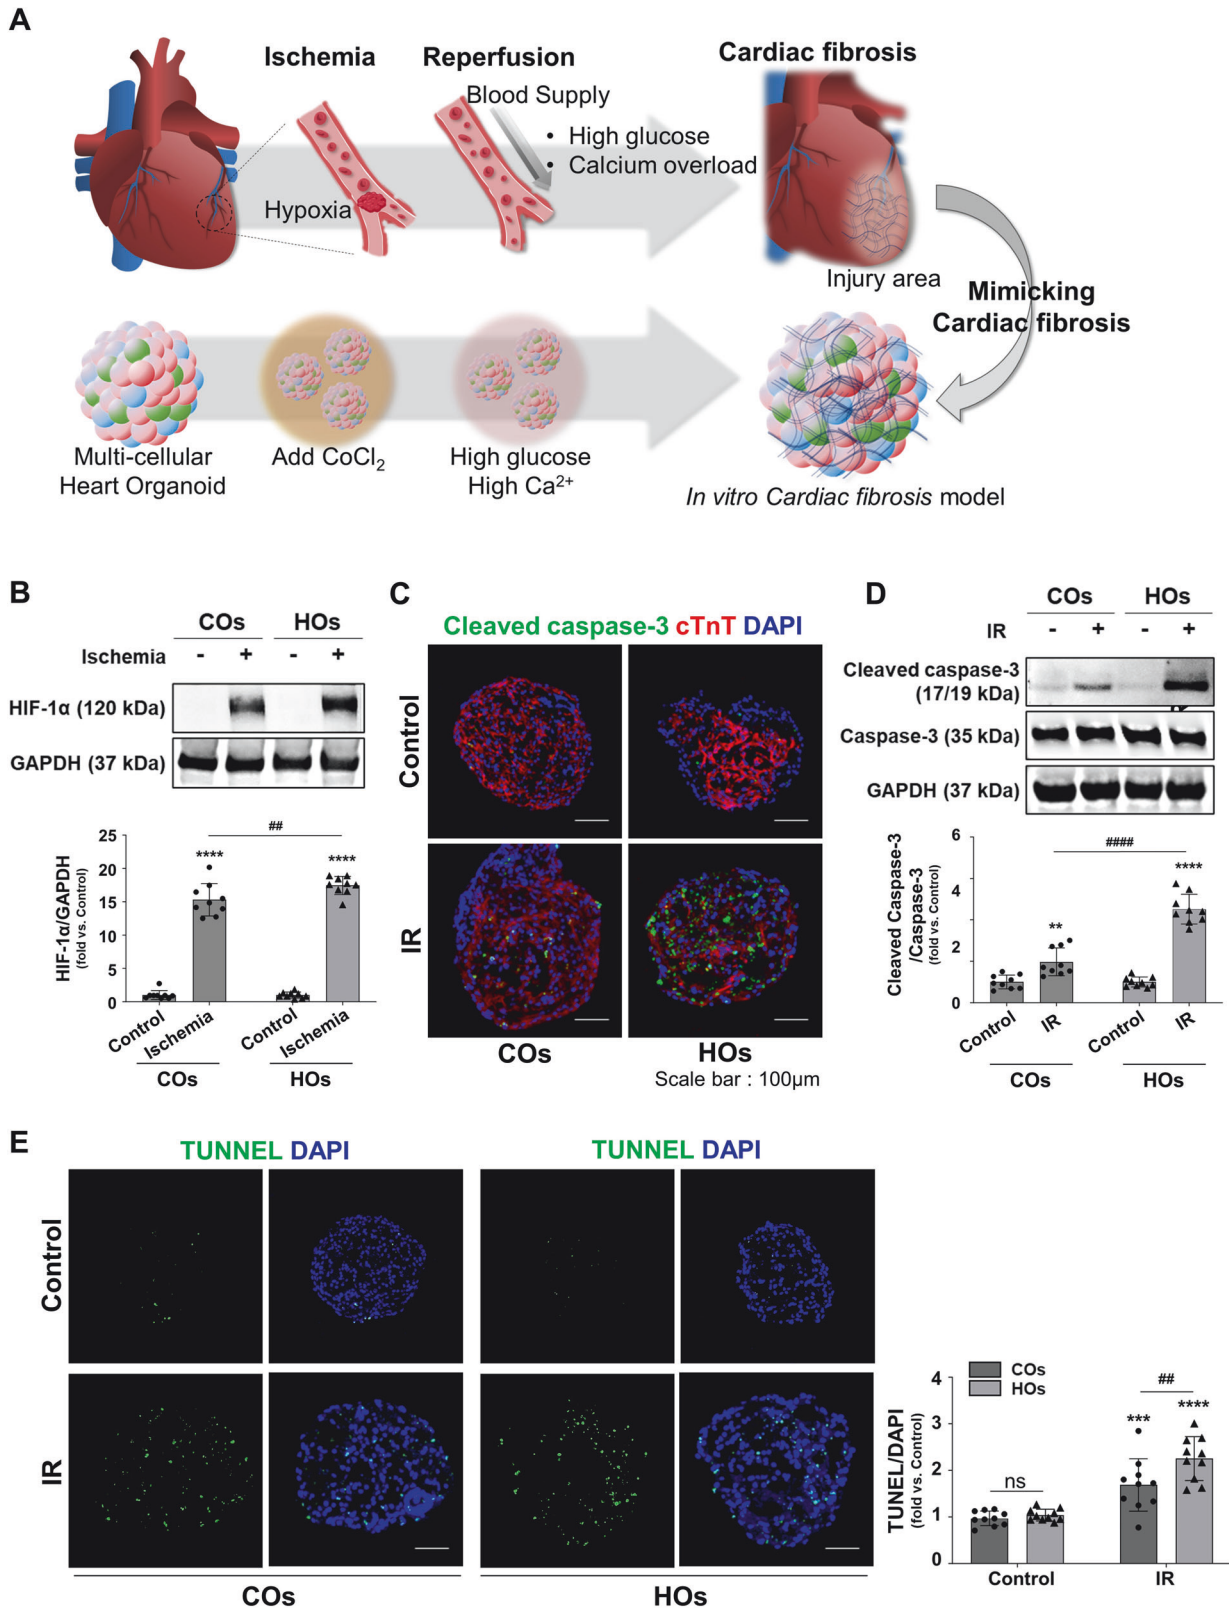 A
Ischemia
Reperfusion
Cardiac fibrosis
Blood Supply
• High glucose
• Calcium overload
Hypoxia
Injury area
Mimicking
Cardiac fibrosis
Multi-cellular
Heart Organoid
Add CoCl₂
High glucose
High Ca²⁺
In vitro Cardiac fibrosis model
B
COs HOs
Ischemia - + - +
HIF-1α (120 kDa)
GAPDH (37 kDa)
HIF-1α/GAPDH
(fold vs. Control)
25
20
15
10
5
0
****
##
****
Control Ischemia Control Ischemia
COs HOs
C
Cleaved caspase-3 cTnT DAPI
Control
IR
COs HOs
Scale bar : 100μm
D
COs HOs
IR - + - +
Cleaved caspase-3
(17/19 kDa)
Caspase-3 (35 kDa)
GAPDH (37 kDa)
Cleaved Caspase-3
/Caspase-3
(fold vs. Control)
6
4
2
0
**
####
****
Control IR Control IR
COs HOs
E
TUNNEL DAPI TUNNEL DAPI
Control
IR
COs HOs
TUNEL/DAPI
(fold vs. Control)
4
3
2
1
0
COs
HOs
ns
***
##
****
Control IR